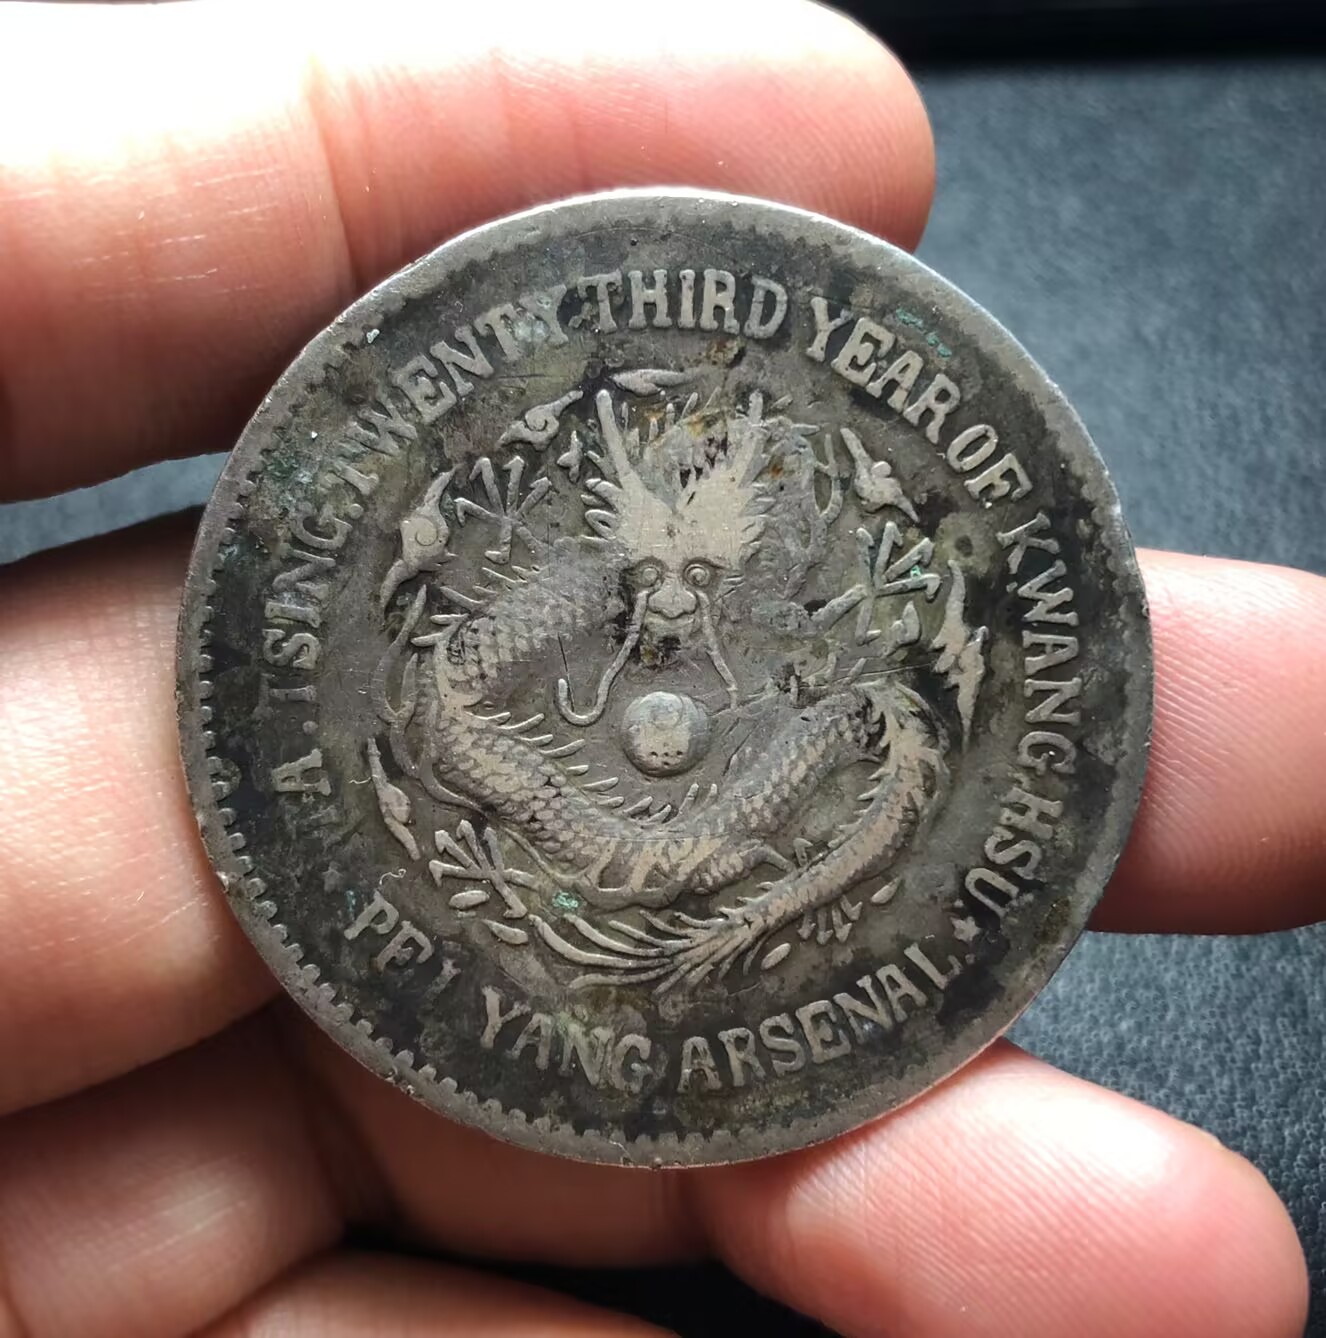 TA.TSING.TWENTY.THIRD YEAR OF KWANG.HSU.
PEI YANG ARSENAL.